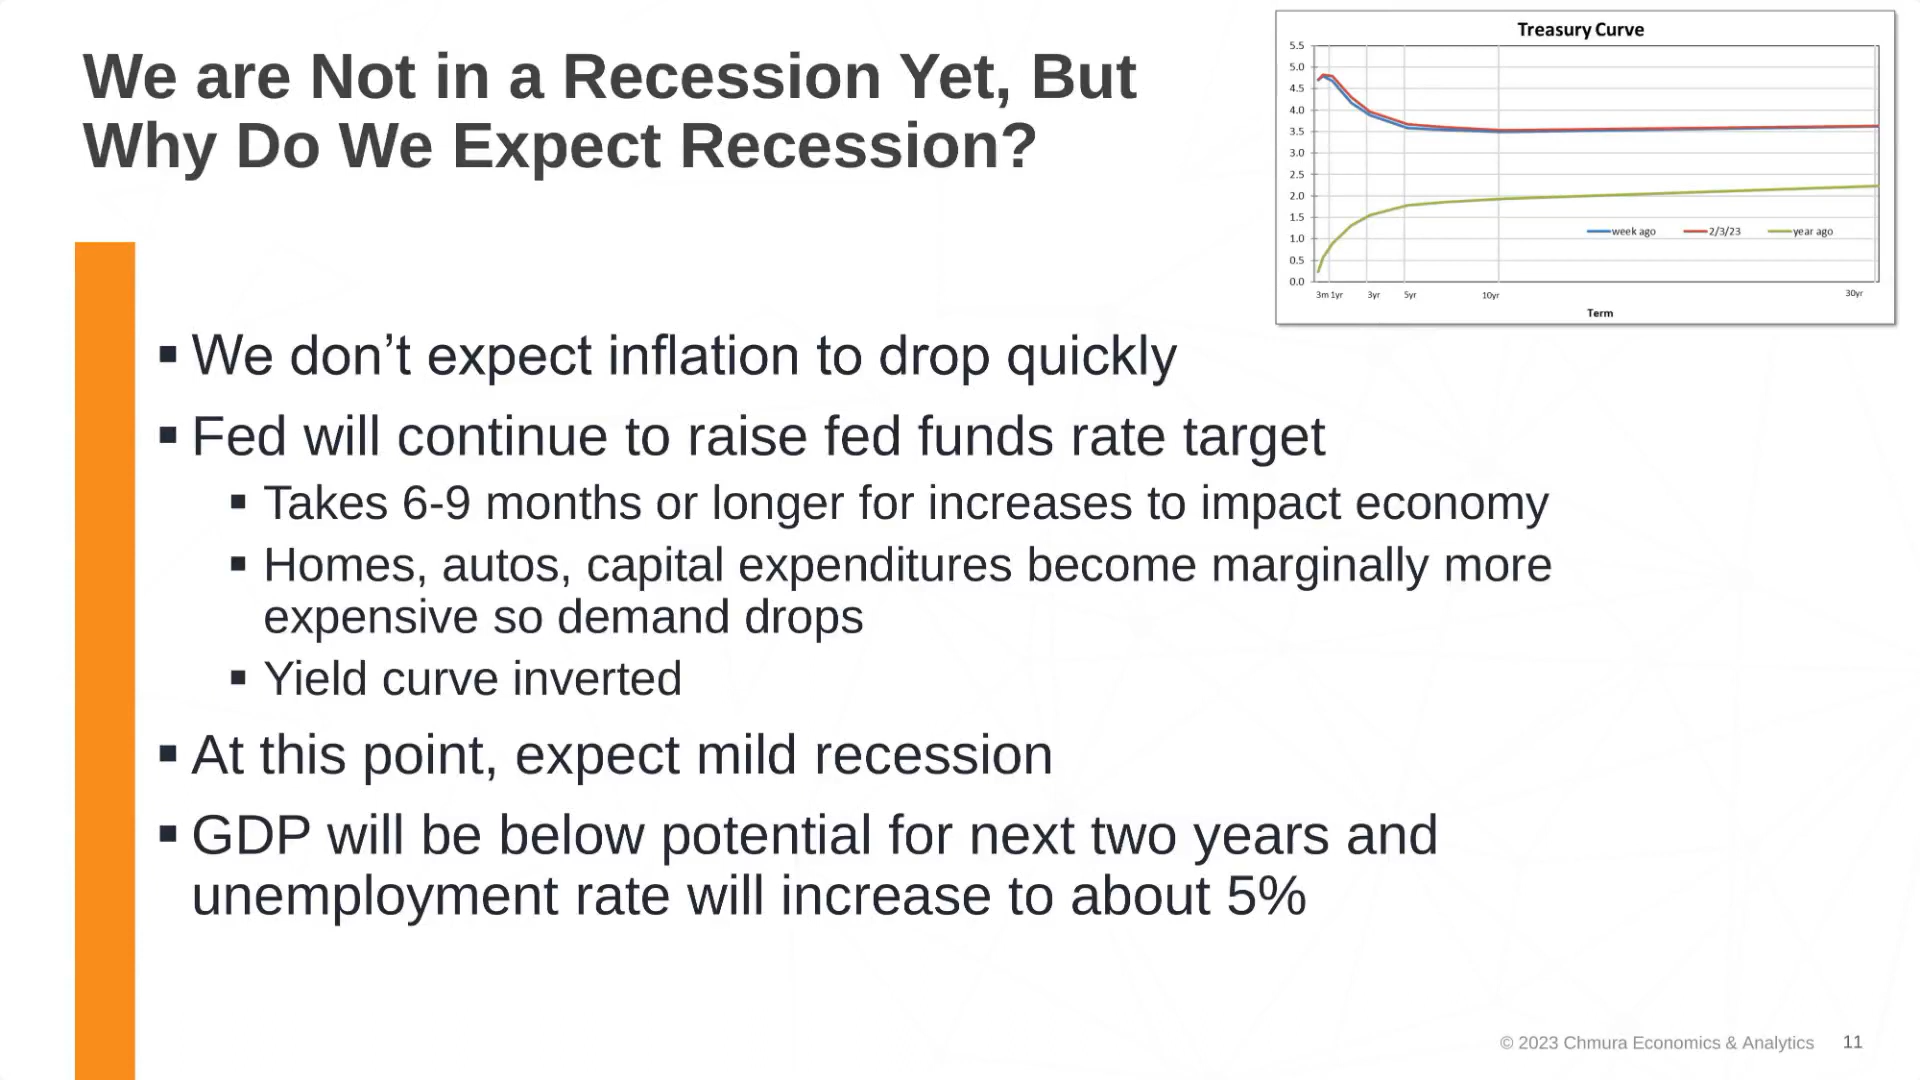 We are Not in a Recession Yet, But
Why Do We Expect Recession?
Treasury Curve
5.5
5.0
4.5
4.0
3.5
3.0
2.5
2.0
1.5
1.0
0.5
0.0
week ago 2/3/23 year ago
3m 1yr 3yr 5yr 10yr 30yr
Term
▪ We don’t expect inflation to drop quickly
▪ Fed will continue to raise fed funds rate target
▪ Takes 6-9 months or longer for increases to impact economy
▪ Homes, autos, capital expenditures become marginally more
expensive so demand drops
▪ Yield curve inverted
▪ At this point, expect mild recession
▪ GDP will be below potential for next two years and
unemployment rate will increase to about 5%
© 2023 Chmura Economics & Analytics 11